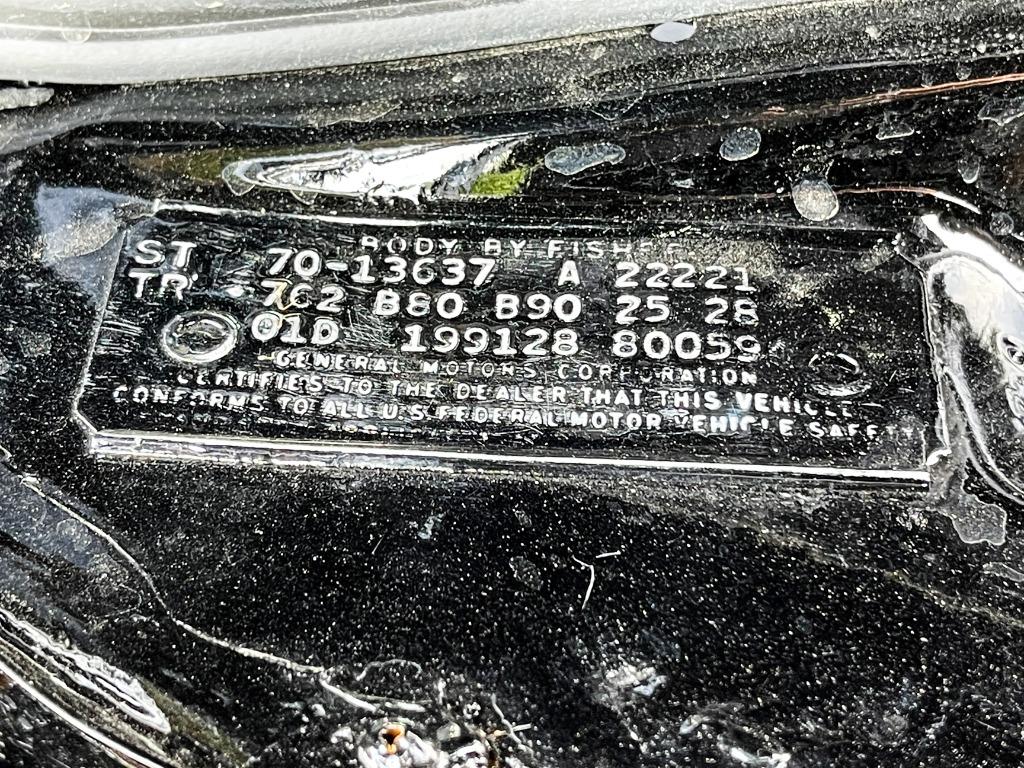 BODY BY FISHER
ST 70-13637 A 22221
TR 762 B80 B90 25 28
01D 199128 80059
GENERAL MOTORS CORPORATION
CERTIFIES TO THE DEALER THAT THIS VEHICLE
CONFORMS TO ALL U S FEDERAL MOTOR VEHICLE SAFETY